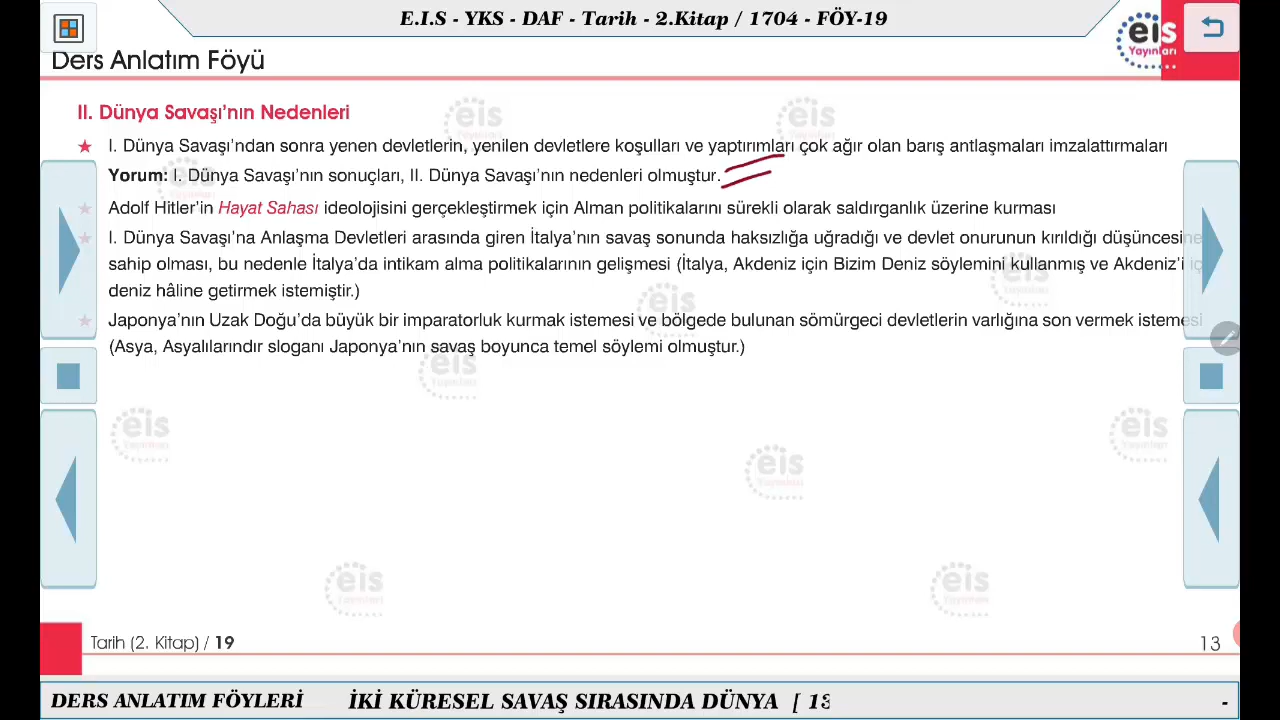 E.I.S - YKS - DAF - Tarih - 2.Kitap / 1704 - FÖY-19
eis
Yayınları
Ders Anlatım Föyü
II. Dünya Savaşı'nın Nedenleri
★ I. Dünya Savaşı'ndan sonra yenen devletlerin, yenilen devletlere koşulları ve yaptırımları çok ağır olan barış antlaşmaları imzalattırmaları
Yorum: I. Dünya Savaşı'nın sonuçları, II. Dünya Savaşı'nın nedenleri olmuştur.
★ Adolf Hitler'in Hayat Sahası ideolojisini gerçekleştirmek için Alman politikalarını sürekli olarak saldırganlık üzerine kurması
★ I. Dünya Savaşı'na Anlaşma Devletleri arasında giren İtalya'nın savaş sonunda haksızlığa uğradığı ve devlet onurunun kırıldığı düşüncesine
sahip olması, bu nedenle İtalya'da intikam alma politikalarının gelişmesi (İtalya, Akdeniz için Bizim Deniz söylemini kullanmış ve Akdeniz'i iç
deniz hâline getirmek istemiştir.)
★ Japonya'nın Uzak Doğu'da büyük bir imparatorluk kurmak istemesi ve bölgede bulunan sömürgeci devletlerin varlığına son vermek istemesi
(Asya, Asyalılarındır sloganı Japonya'nın savaş boyunca temel söylemi olmuştur.)
Tarih (2. Kitap) / 19
13
DERS ANLATIM FÖYLERİ İKİ KÜRESEL SAVAŞ SIRASINDA DÜNYA [ 13 -